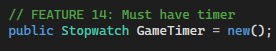 // FEATURE 14: Must have timer
public Stopwatch GameTimer = new();